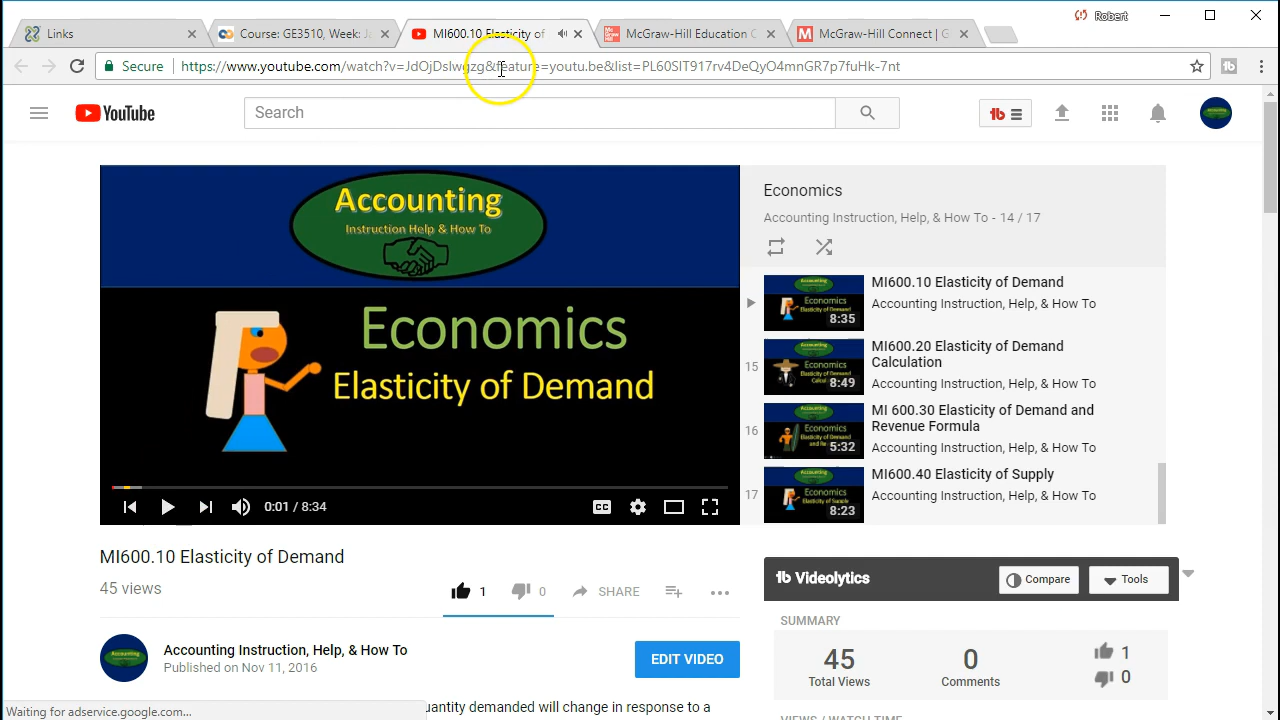 Robert
Links
Course: GE3510, Week: Ja
MI600.10 Elasticity of
McGraw-Hill Education C
McGraw-Hill Connect | G
Secure
https://www.youtube.com/watch?v=JdOjDsIwgzg&feature=youtu.be&list=PL60SIT917rv4DeQyO4mnGR7p7fuHk-7nt
YouTube
Search
Accounting
Instruction Help & How To
Economics
Elasticity of Demand
0:01 / 8:34
CC
Economics
Accounting Instruction, Help, & How To - 14 / 17
MI600.10 Elasticity of Demand
Accounting Instruction, Help, & How To
8:35
15
MI600.20 Elasticity of Demand
Calculation
Accounting Instruction, Help, & How To
8:49
16
MI 600.30 Elasticity of Demand and
Revenue Formula
Accounting Instruction, Help, & How To
5:32
17
MI600.40 Elasticity of Supply
Accounting Instruction, Help, & How To
8:23
MI600.10 Elasticity of Demand
45 views
1
0
SHARE
Accounting Instruction, Help, & How To
Published on Nov 11, 2016
EDIT VIDEO
Videolytics
Compare
Tools
SUMMARY
45
Total Views
0
Comments
1
0
VIEWS / WATCH TIME
Waiting for adservice.google.com...
uantity demanded will change in response to a